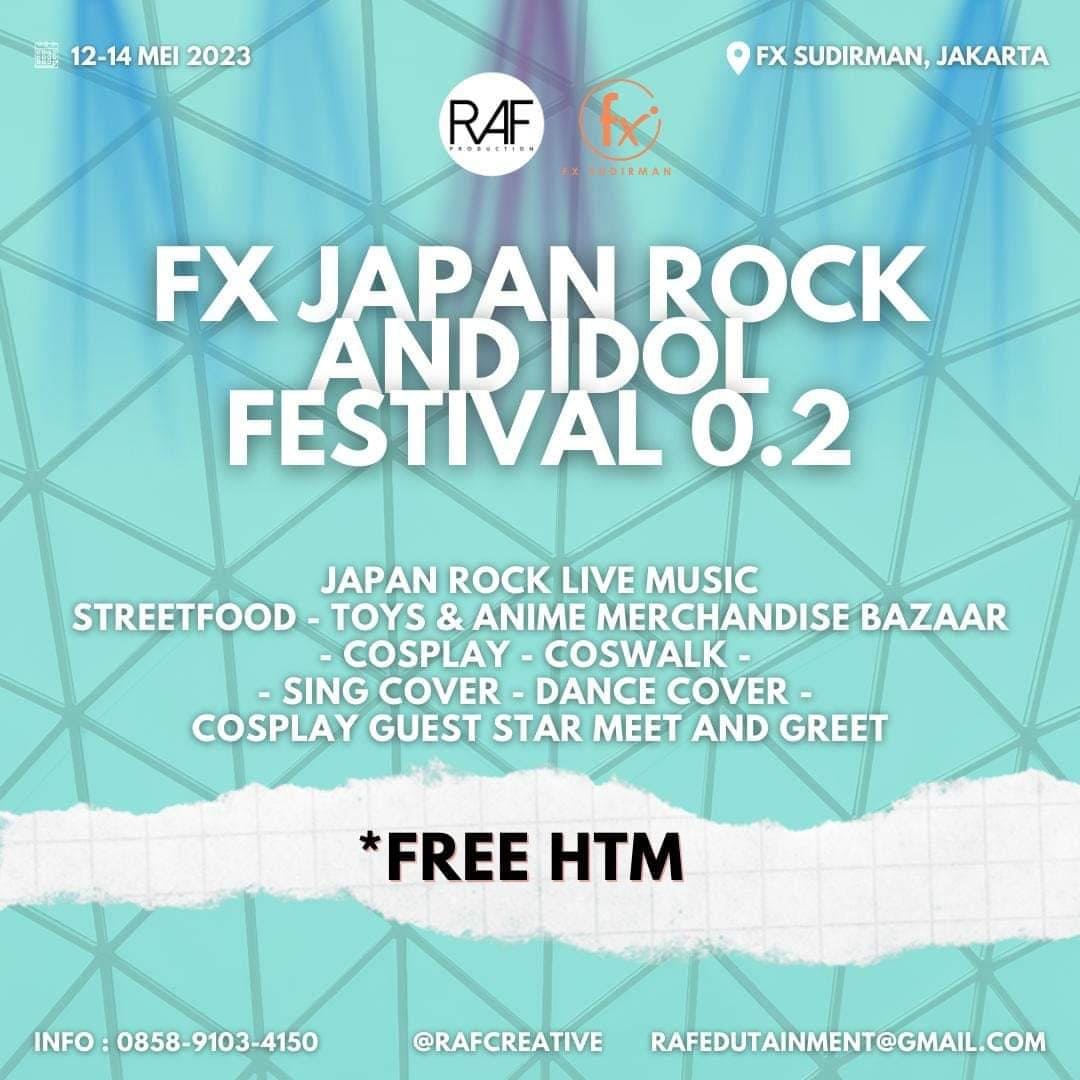 12-14 MEI 2023
FX SUDIRMAN, JAKARTA
RAF
PRODUCTION
fx
FX SUDIRMAN
FX JAPAN ROCK
AND IDOL
FESTIVAL 0.2
JAPAN ROCK LIVE MUSIC
STREETFOOD - TOYS & ANIME MERCHANDISE BAZAAR
- COSPLAY - COSWALK -
- SING COVER - DANCE COVER -
COSPLAY GUEST STAR MEET AND GREET
*FREE HTM
INFO : 0858-9103-4150
@RAFCREATIVE
RAFEDUTAINMENT@GMAIL.COM